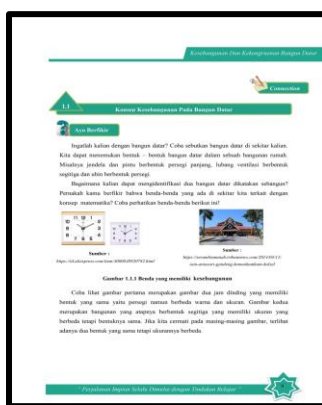 Kesebangunan Dan Kekongruenan Bangun Datar
Connection
1.1
Konsep Kesebangunan Pada Bangun Datar
Ayo Berfikir
Ingatlah kalian dengan bangun datar? Coba sebutkan bangun datar di sekitar kalian.
Kita dapat menemukan bentuk – bentuk bangun datar dalam sebuah bangunan rumah.
Misalnya jendela dan pintu berbentuk persegi panjang, lubang ventilasi berbentuk
segitiga dan ubin berbentuk persegi.
Bagaimana kalian dapat mengidentifikasi dua bangun datar dikatakan sebangun?
Pernakah kamu berfikir bahwa benda-benda yang ada di sekitar kita terkait dengan
konsep matematika? Coba perhatikan benda-benda berikut ini!
Sumber :
Sumber :
Gambar 1.1.1 Benda yang memiliki kesebangunan
Coba lihat gambar pertama merupakan gambar dua jam dinding yang memiliki
bentuk yang sama yaitu persegi namun berbeda warna dan ukuran. Gambar kedua
merupakan bangunan yang atapnya berbentuk segitiga yang memiliki ukuran yang
berbeda tetapi bentuknya sama. Jika kita cermati pada masing-masing gambar, terlihat
adanya dua bentuk yang sama tetapi ukurannya berbeda.
" Perjalanan Impian Selalu Dimulai dengan Tindakan Belajar "